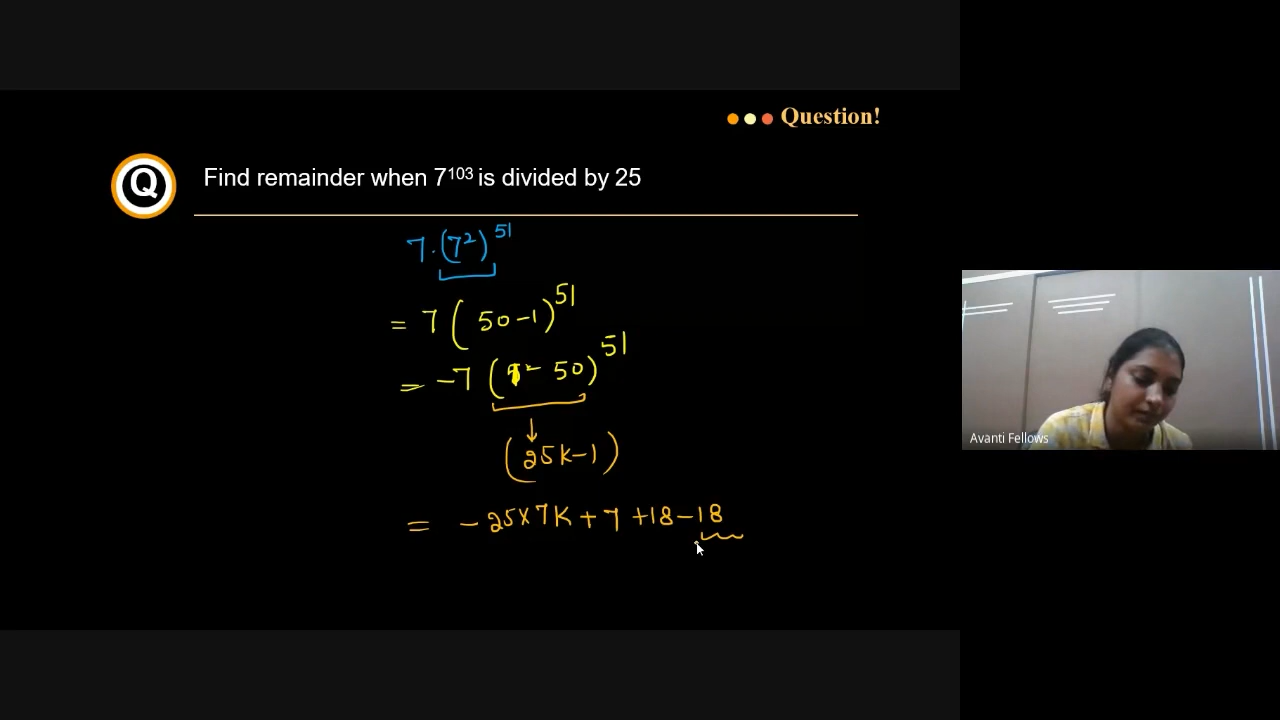 Question!
Q
Find remainder when 7¹⁰³ is divided by 25
7·(7²)⁵¹
= 7(50-1)⁵¹
= -7(1-50)⁵¹
↓
(25K-1)
= -25×7K+7+18-18
Avanti Fellows